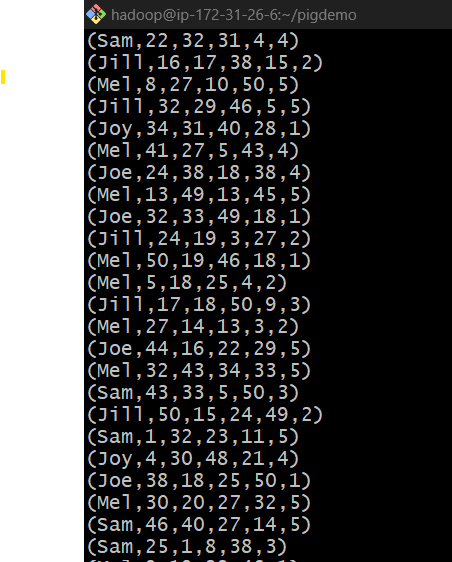 hadoop@ip-172-31-26-6:~/pigdemo
(Sam,22,32,31,4,4)
(Jill,16,17,38,15,2)
(Mel,8,27,10,50,5)
(Jill,32,29,46,5,5)
(Joy,34,31,40,28,1)
(Mel,41,27,5,43,4)
(Joe,24,38,18,38,4)
(Mel,13,49,13,45,5)
(Joe,32,33,49,18,1)
(Jill,24,19,3,27,2)
(Mel,50,19,46,18,1)
(Mel,5,18,25,4,2)
(Jill,17,18,50,9,3)
(Mel,27,14,13,3,2)
(Joe,44,16,22,29,5)
(Mel,32,43,34,33,5)
(Sam,43,33,5,50,3)
(Jill,50,15,24,49,2)
(Sam,1,32,23,11,5)
(Joy,4,30,48,21,4)
(Joe,38,18,25,50,1)
(Mel,30,20,27,32,5)
(Sam,46,40,27,14,5)
(Sam,25,1,8,38,3)